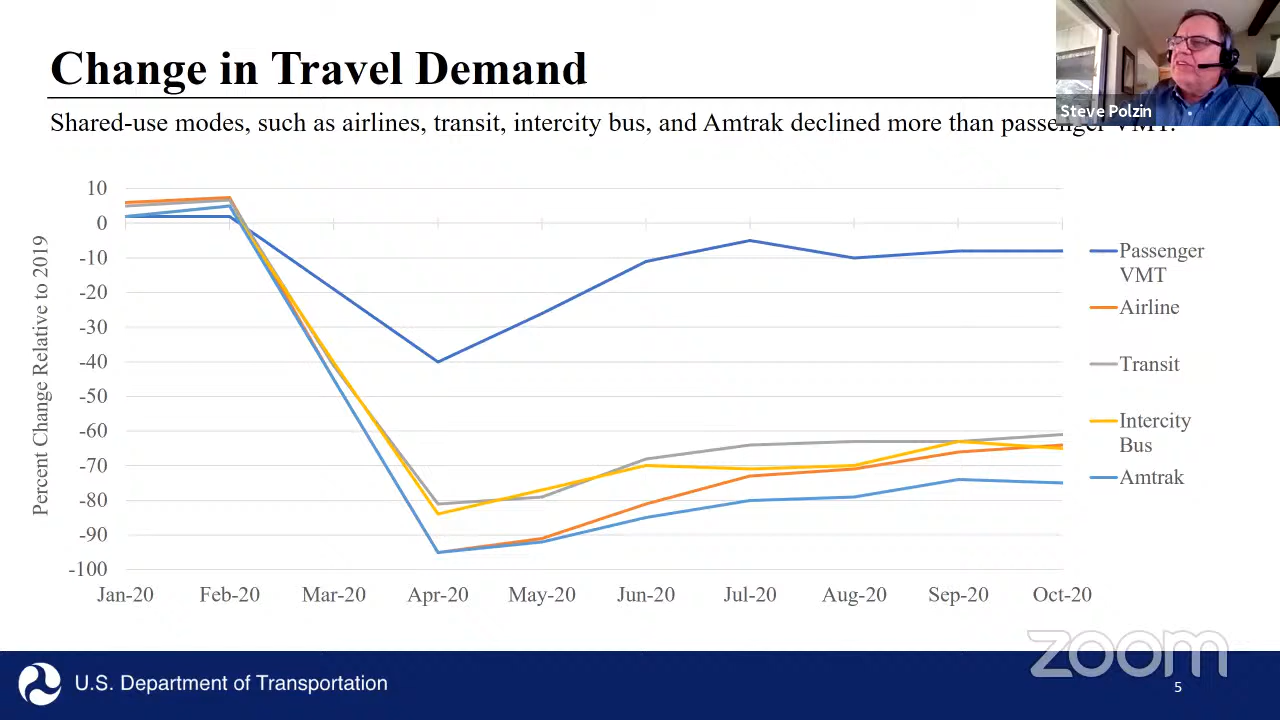 Change in Travel Demand
Steve Polzin
Shared-use modes, such as airlines, transit, intercity bus, and Amtrak declined more than passenger VMT.
Percent Change Relative to 2019
10
0
-10
-20
-30
-40
-50
-60
-70
-80
-90
-100
Jan-20 Feb-20 Mar-20 Apr-20 May-20 Jun-20 Jul-20 Aug-20 Sep-20 Oct-20
Passenger
VMT
Airline
Transit
Intercity
Bus
Amtrak
zoom
U.S. Department of Transportation
5